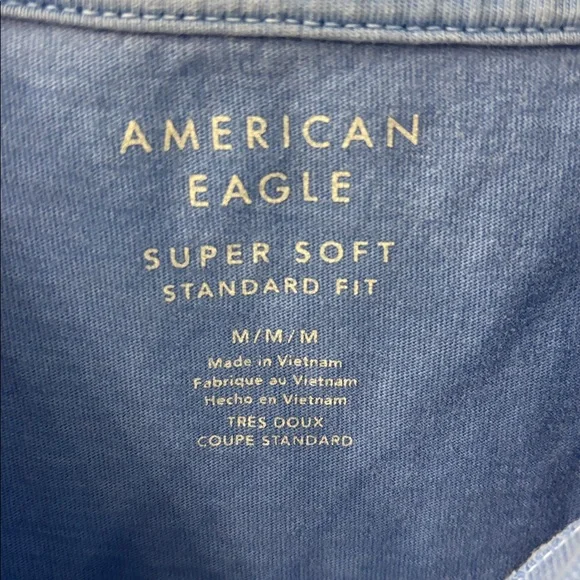 AMERICAN
EAGLE
SUPER SOFT
STANDARD FIT
M/M/M
Made in Vietnam
Fabrique au Vietnam
Hecho en Vietnam
TRES DOUX
COUPE STANDARD